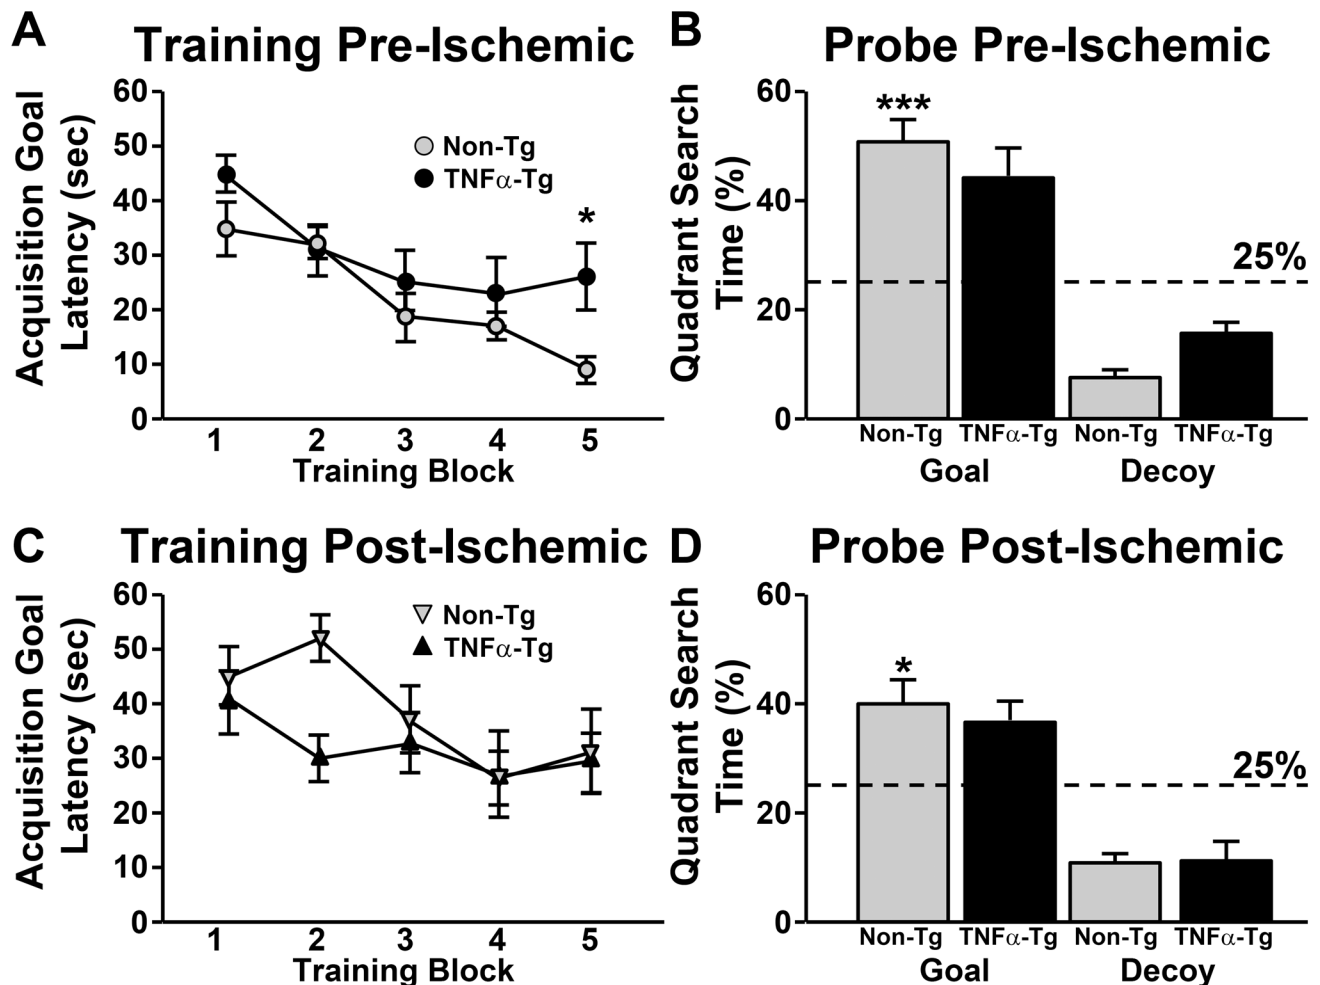 A
Training Pre-Ischemic
Acquisition Goal
Latency (sec)
60
50
40
30
20
10
0
Non-Tg
TNFα-Tg
*
1 2 3 4 5
Training Block
B
Probe Pre-Ischemic
Quadrant Search
Time (%)
60
40
20
0
***
25%
Non-Tg TNFα-Tg Non-Tg TNFα-Tg
Goal Decoy
C
Training Post-Ischemic
Acquisition Goal
Latency (sec)
60
50
40
30
20
10
0
Non-Tg
TNFα-Tg
1 2 3 4 5
Training Block
D
Probe Post-Ischemic
Quadrant Search
Time (%)
60
40
20
0
*
25%
Non-Tg TNFα-Tg Non-Tg TNFα-Tg
Goal Decoy